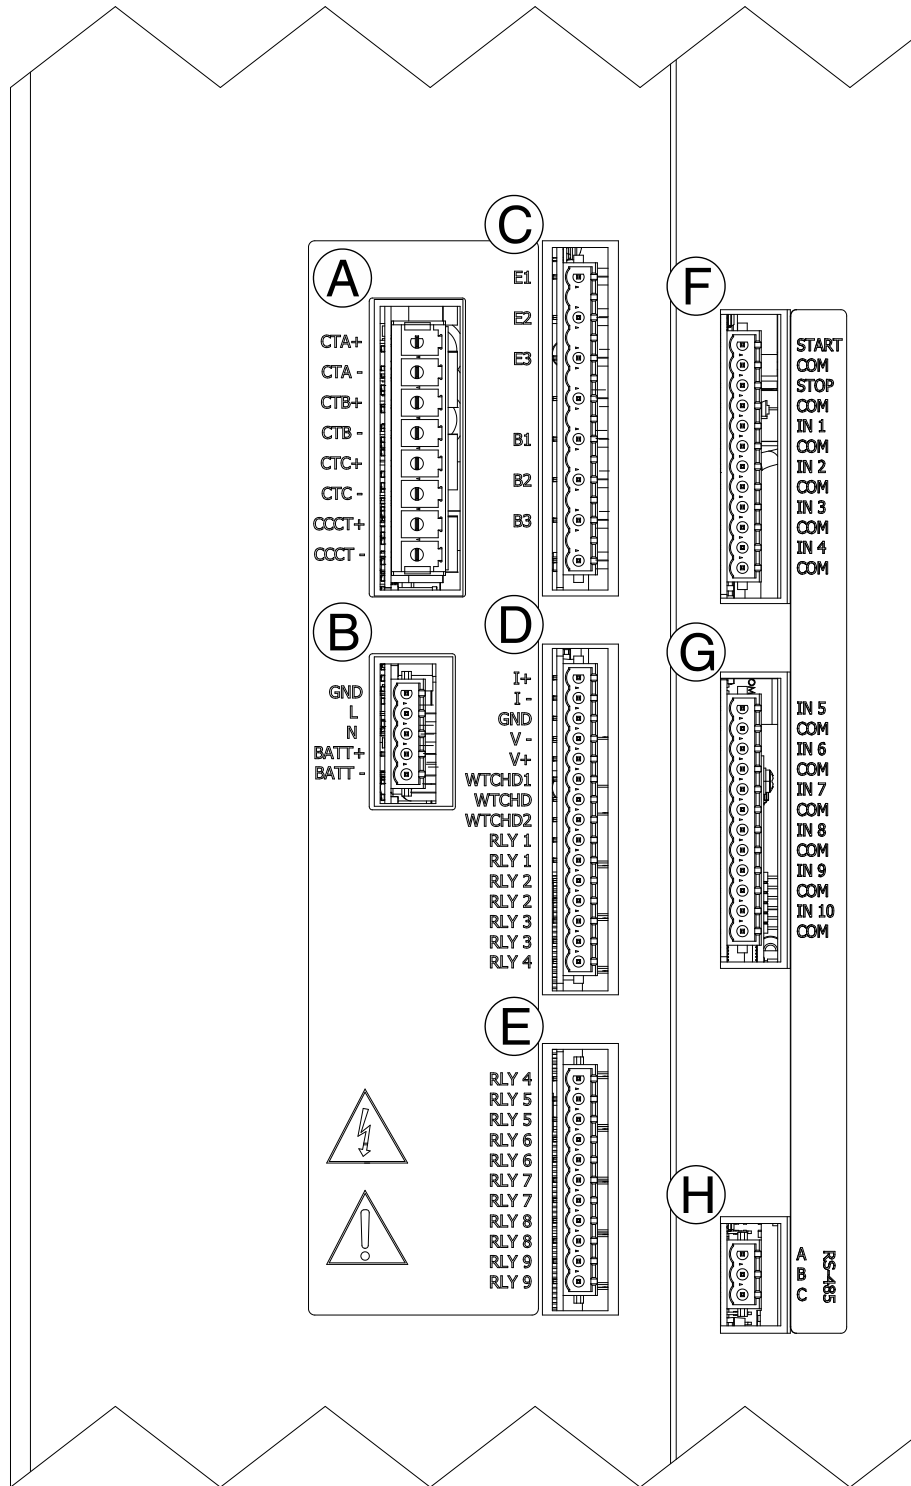 A
CTA+
CTA -
CTB+
CTB -
CTC+
CTC -
CCCT+
CCCT -
B
GND
L
N
BATT+
BATT -
C
E1
E2
E3
B1
B2
B3
D
I+
I -
GND
V -
V+
WTCHD1
WTCHD
WTCHD2
RLY 1
RLY 1
RLY 2
RLY 2
RLY 3
RLY 3
RLY 4
E
RLY 4
RLY 5
RLY 5
RLY 6
RLY 6
RLY 7
RLY 7
RLY 8
RLY 8
RLY 9
RLY 9
F
START
COM
STOP
COM
IN 1
COM
IN 2
COM
IN 3
COM
IN 4
COM
G
IN 5
COM
IN 6
COM
IN 7
COM
IN 8
COM
IN 9
COM
IN 10
COM
H
A
B
C
RS-485